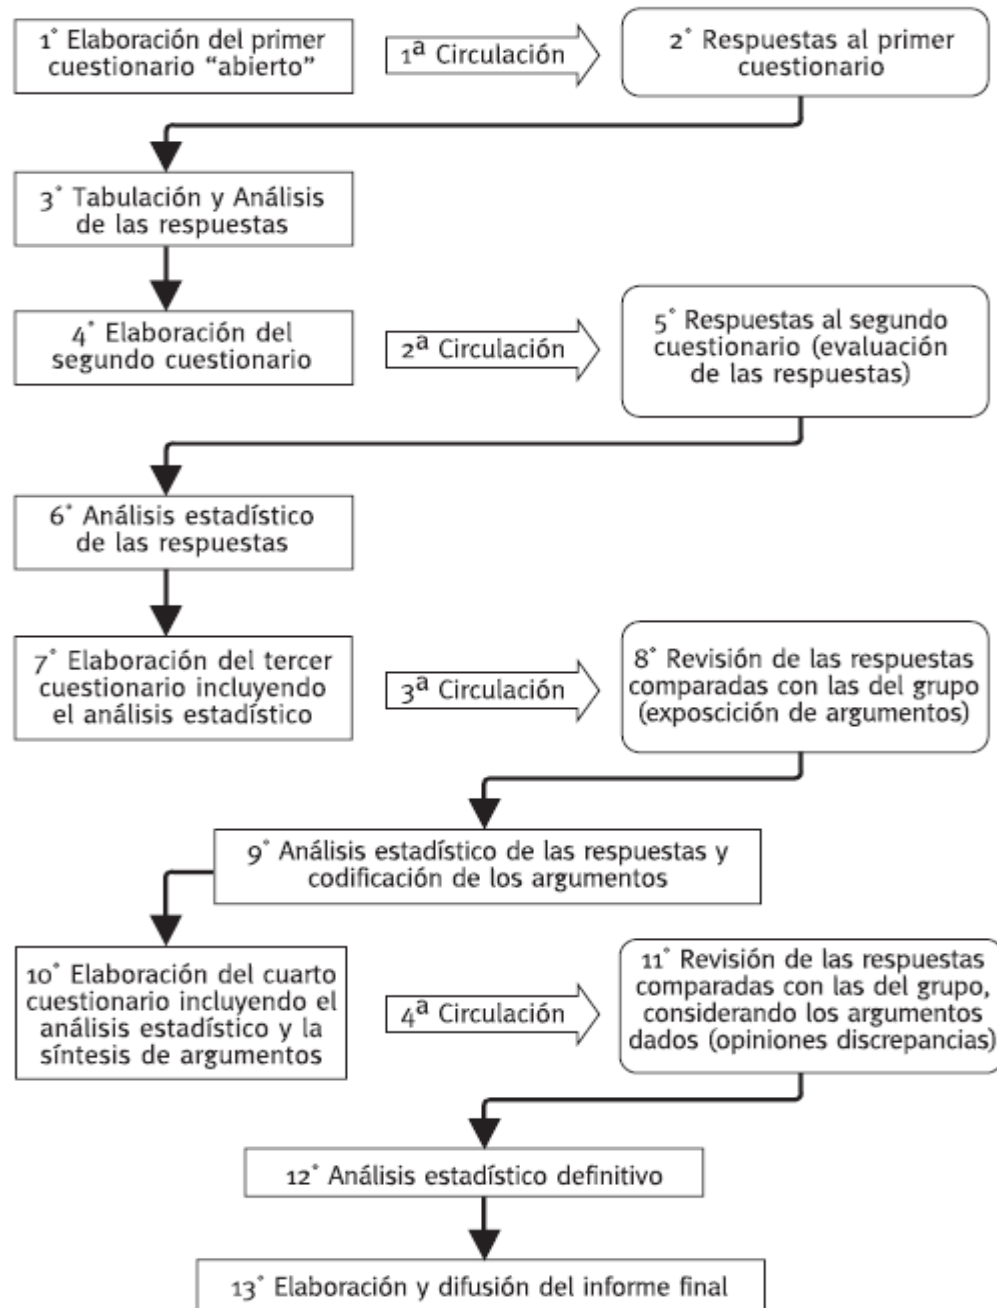 1° Elaboración del primer
cuestionario “abierto”
1ª Circulación
2° Respuestas al primer
cuestionario
3° Tabulación y Análisis
de las respuestas
4° Elaboración del
segundo cuestionario
2ª Circulación
5° Respuestas al segundo
cuestionario (evaluación
de las respuestas)
6° Análisis estadístico
de las respuestas
7° Elaboración del tercer
cuestionario incluyendo
el análisis estadístico
3ª Circulación
8° Revisión de las respuestas
comparadas con las del grupo
(exposcición de argumentos)
9° Análisis estadístico de las respuestas y
codificación de los argumentos
10° Elaboración del cuarto
cuestionario incluyendo el
análisis estadístico y la
síntesis de argumentos
4ª Circulación
11° Revisión de las respuestas
comparadas con las del grupo,
considerando los argumentos
dados (opiniones discrepancias)
12° Análisis estadístico definitivo
13° Elaboración y difusión del informe final